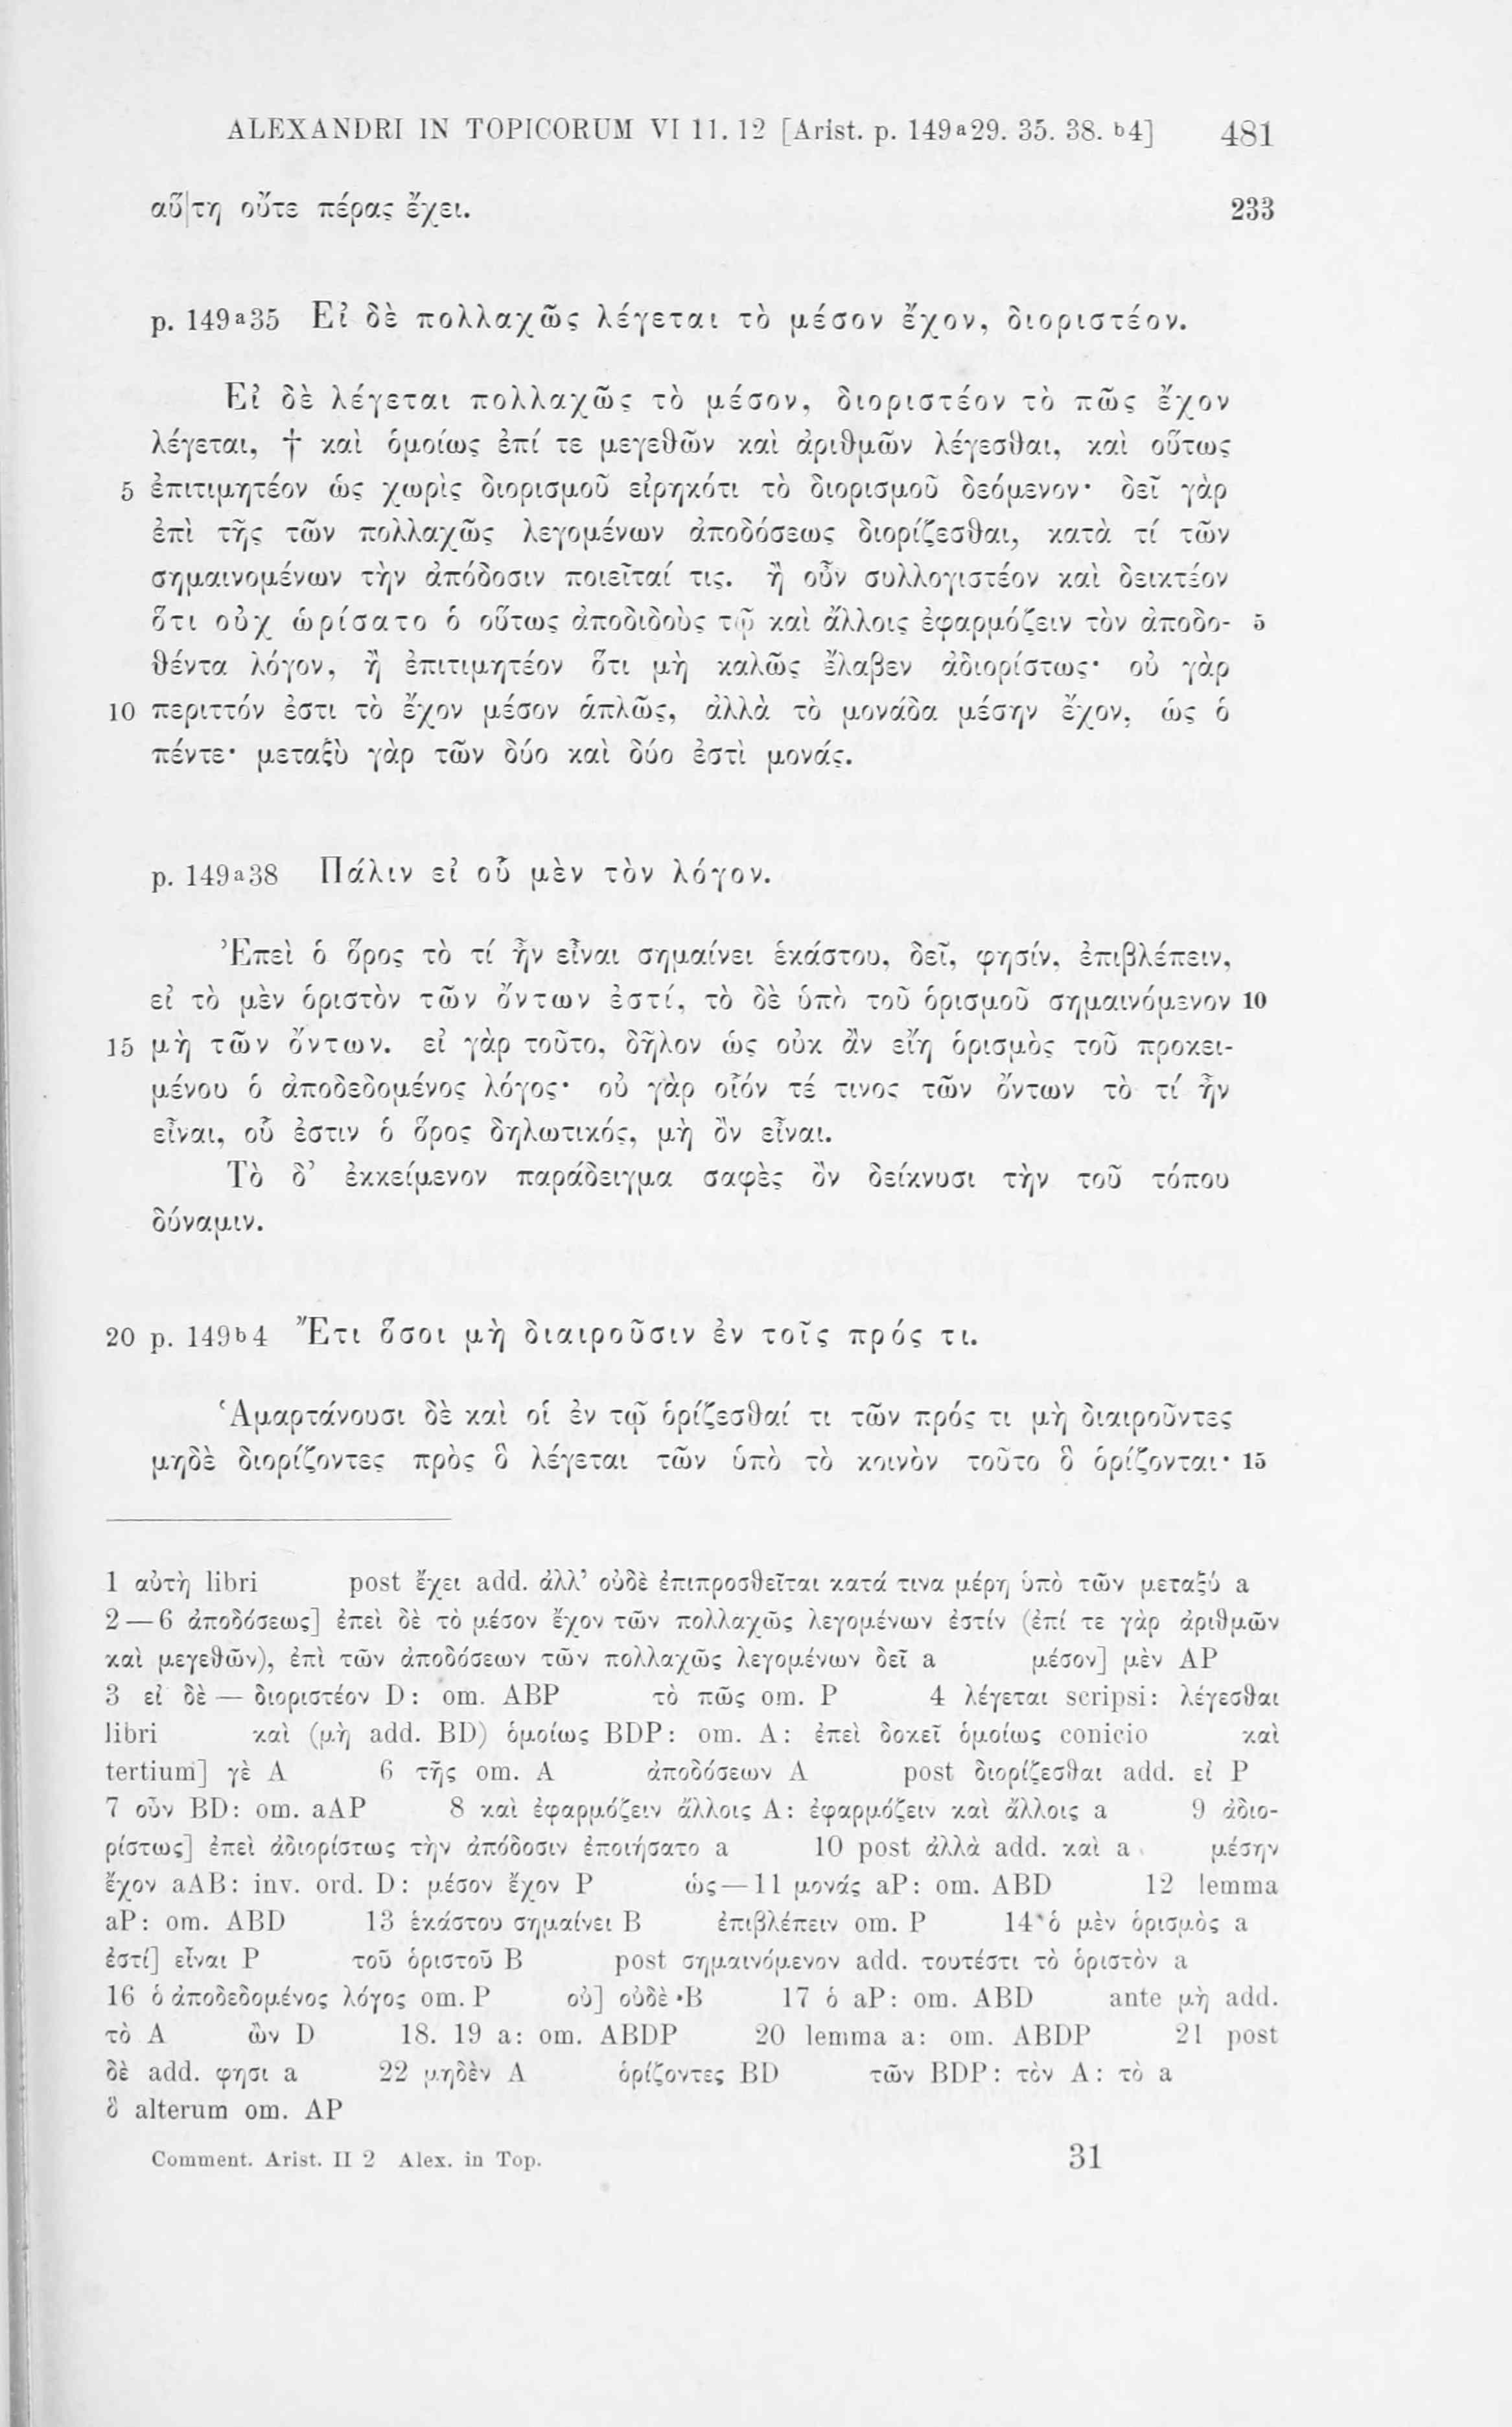 ALEXANDRI IN TOPICORUM VI 11. 12 [Arist. p. 149ᵃ29. 35. 38. ᵇ4] 481
αὕ|τη οὔτε πέρας ἔχει. 233
p. 149ᵃ35 Εἰ δὲ πολλαχῶς λέγεται τὸ μέσον ἔχον, διοριστέον.
Εἰ δὲ λέγεται πολλαχῶς τὸ μέσον, διοριστέον τὸ πῶς ἔχον
λέγεται, † καὶ ὁμοίως ἐπί τε μεγεθῶν καὶ ἀριθμῶν λέγεσθαι, καὶ οὕτως
5 ἐπιτιμητέον ὡς χωρὶς διορισμοῦ εἰρηκότι τὸ διορισμοῦ δεόμενον· δεῖ γὰρ
ἐπὶ τῆς τῶν πολλαχῶς λεγομένων ἀποδόσεως διορίζεσθαι, κατὰ τί τῶν
σημαινομένων τὴν ἀπόδοσιν ποιεῖταί τις. ἢ οὖν συλλογιστέον καὶ δεικτέον
ὅτι οὐχ ὡρίσατο ὁ οὕτως ἀποδιδοὺς τῷ καὶ ἄλλοις ἐφαρμόζειν τὸν ἀποδο- 5
θέντα λόγον, ἢ ἐπιτιμητέον ὅτι μὴ καλῶς ἔλαβεν ἀδιορίστως· οὐ γὰρ
10 περιττόν ἐστι τὸ ἔχον μέσον ἁπλῶς, ἀλλὰ τὸ μονάδα μέσην ἔχον, ὡς ὁ
πέντε· μεταξὺ γὰρ τῶν δύο καὶ δύο ἐστὶ μονάς.
p. 149ᵃ38 Πάλιν εἰ οὗ μὲν τὸν λόγον.
Ἐπεὶ ὁ ὅρος τὸ τί ἦν εἶναι σημαίνει ἑκάστου, δεῖ, φησίν, ἐπιβλέπειν,
εἰ τὸ μὲν ὁριστὸν τῶν ὄντων ἐστί, τὸ δὲ ὑπὸ τοῦ ὁρισμοῦ σημαινόμενον 10
15 μὴ τῶν ὄντων. εἰ γὰρ τοῦτο, δῆλον ὡς οὐκ ἂν εἴη ὁρισμὸς τοῦ προκει-
μένου ὁ ἀποδεδομένος λόγος· οὐ γὰρ οἷόν τέ τινος τῶν ὄντων τὸ τί ἦν
εἶναι, οὗ ἐστιν ὁ ὅρος δηλωτικός, μὴ ὂν εἶναι.
Τὸ δ’ ἐκκείμενον παράδειγμα σαφὲς ὂν δείκνυσι τὴν τοῦ τόπου
δύναμιν.
20 p. 149ᵇ4 Ἔτι ὅσοι μὴ διαιροῦσιν ἐν τοῖς πρός τι.
Ἁμαρτάνουσι δὲ καὶ οἱ ἐν τῷ ὁρίζεσθαί τι τῶν πρός τι μὴ διαιροῦντες
μηδὲ διορίζοντες πρὸς ὃ λέγεται τῶν ὑπὸ τὸ κοινὸν τοῦτο ὃ ὁρίζονται· 15
1 αὐτὴ libri post ἔχει add. ἀλλ’ οὐδὲ ἐπιπροσθεῖται κατά τινα μέρη ὑπὸ τῶν μεταξύ a
2—6 ἀποδόσεως] ἐπεὶ δὲ τὸ μέσον ἔχον τῶν πολλαχῶς λεγομένων ἐστίν (ἐπί τε γὰρ ἀριθμῶν
καὶ μεγεθῶν), ἐπὶ τῶν ἀποδόσεων τῶν πολλαχῶς λεγομένων δεῖ a μέσον] μὲν AP
3 εἰ δὲ — διοριστέον D: om. ABP τὸ πῶς om. P 4 λέγεται scripsi: λέγεσθαι
libri καὶ (μὴ add. BD) ὁμοίως BDP: om. A: ἐπεὶ δοκεῖ ὁμοίως conicio καὶ
tertium] γὲ A 6 τῆς om. A ἀποδόσεων A post διορίζεσθαι add. εἰ P
7 οὖν BD: om. aAP 8 καὶ ἐφαρμόζειν ἄλλοις A: ἐφαρμόζειν καὶ ἄλλοις a 9 ἀδιο-
ρίστως] ἐπεὶ ἀδιορίστως τὴν ἀπόδοσιν ἐποιήσατο a 10 post ἀλλὰ add. καὶ a μέσην
ἔχον aAB: inv. ord. D: μέσον ἔχον P ὡς—11 μονάς aP: om. ABD 12 lemma
aP: om. ABD 13 ἑκάστου σημαίνει B ἐπιβλέπειν om. P 14 ὁ μὲν ὁρισμὸς a
ἐστί] εἶναι P τοῦ ὁριστοῦ B post σημαινόμενον add. τουτέστι τὸ ὁριστὸν a
16 ὁ ἀποδεδομένος λόγος om. P οὐ] οὐδὲ B 17 ὁ aP: om. ABD ante μὴ add.
τὸ A ὢν D 18. 19 a: om. ABDP 20 lemma a: om. ABDP 21 post
δὲ add. φησι a 22 μηδὲν A ὁρίζοντες BD τῶν BDP: τὸν A: τὸ a
ὃ alterum om. AP
Comment. Arist. II 2 Alex. in Top. 31